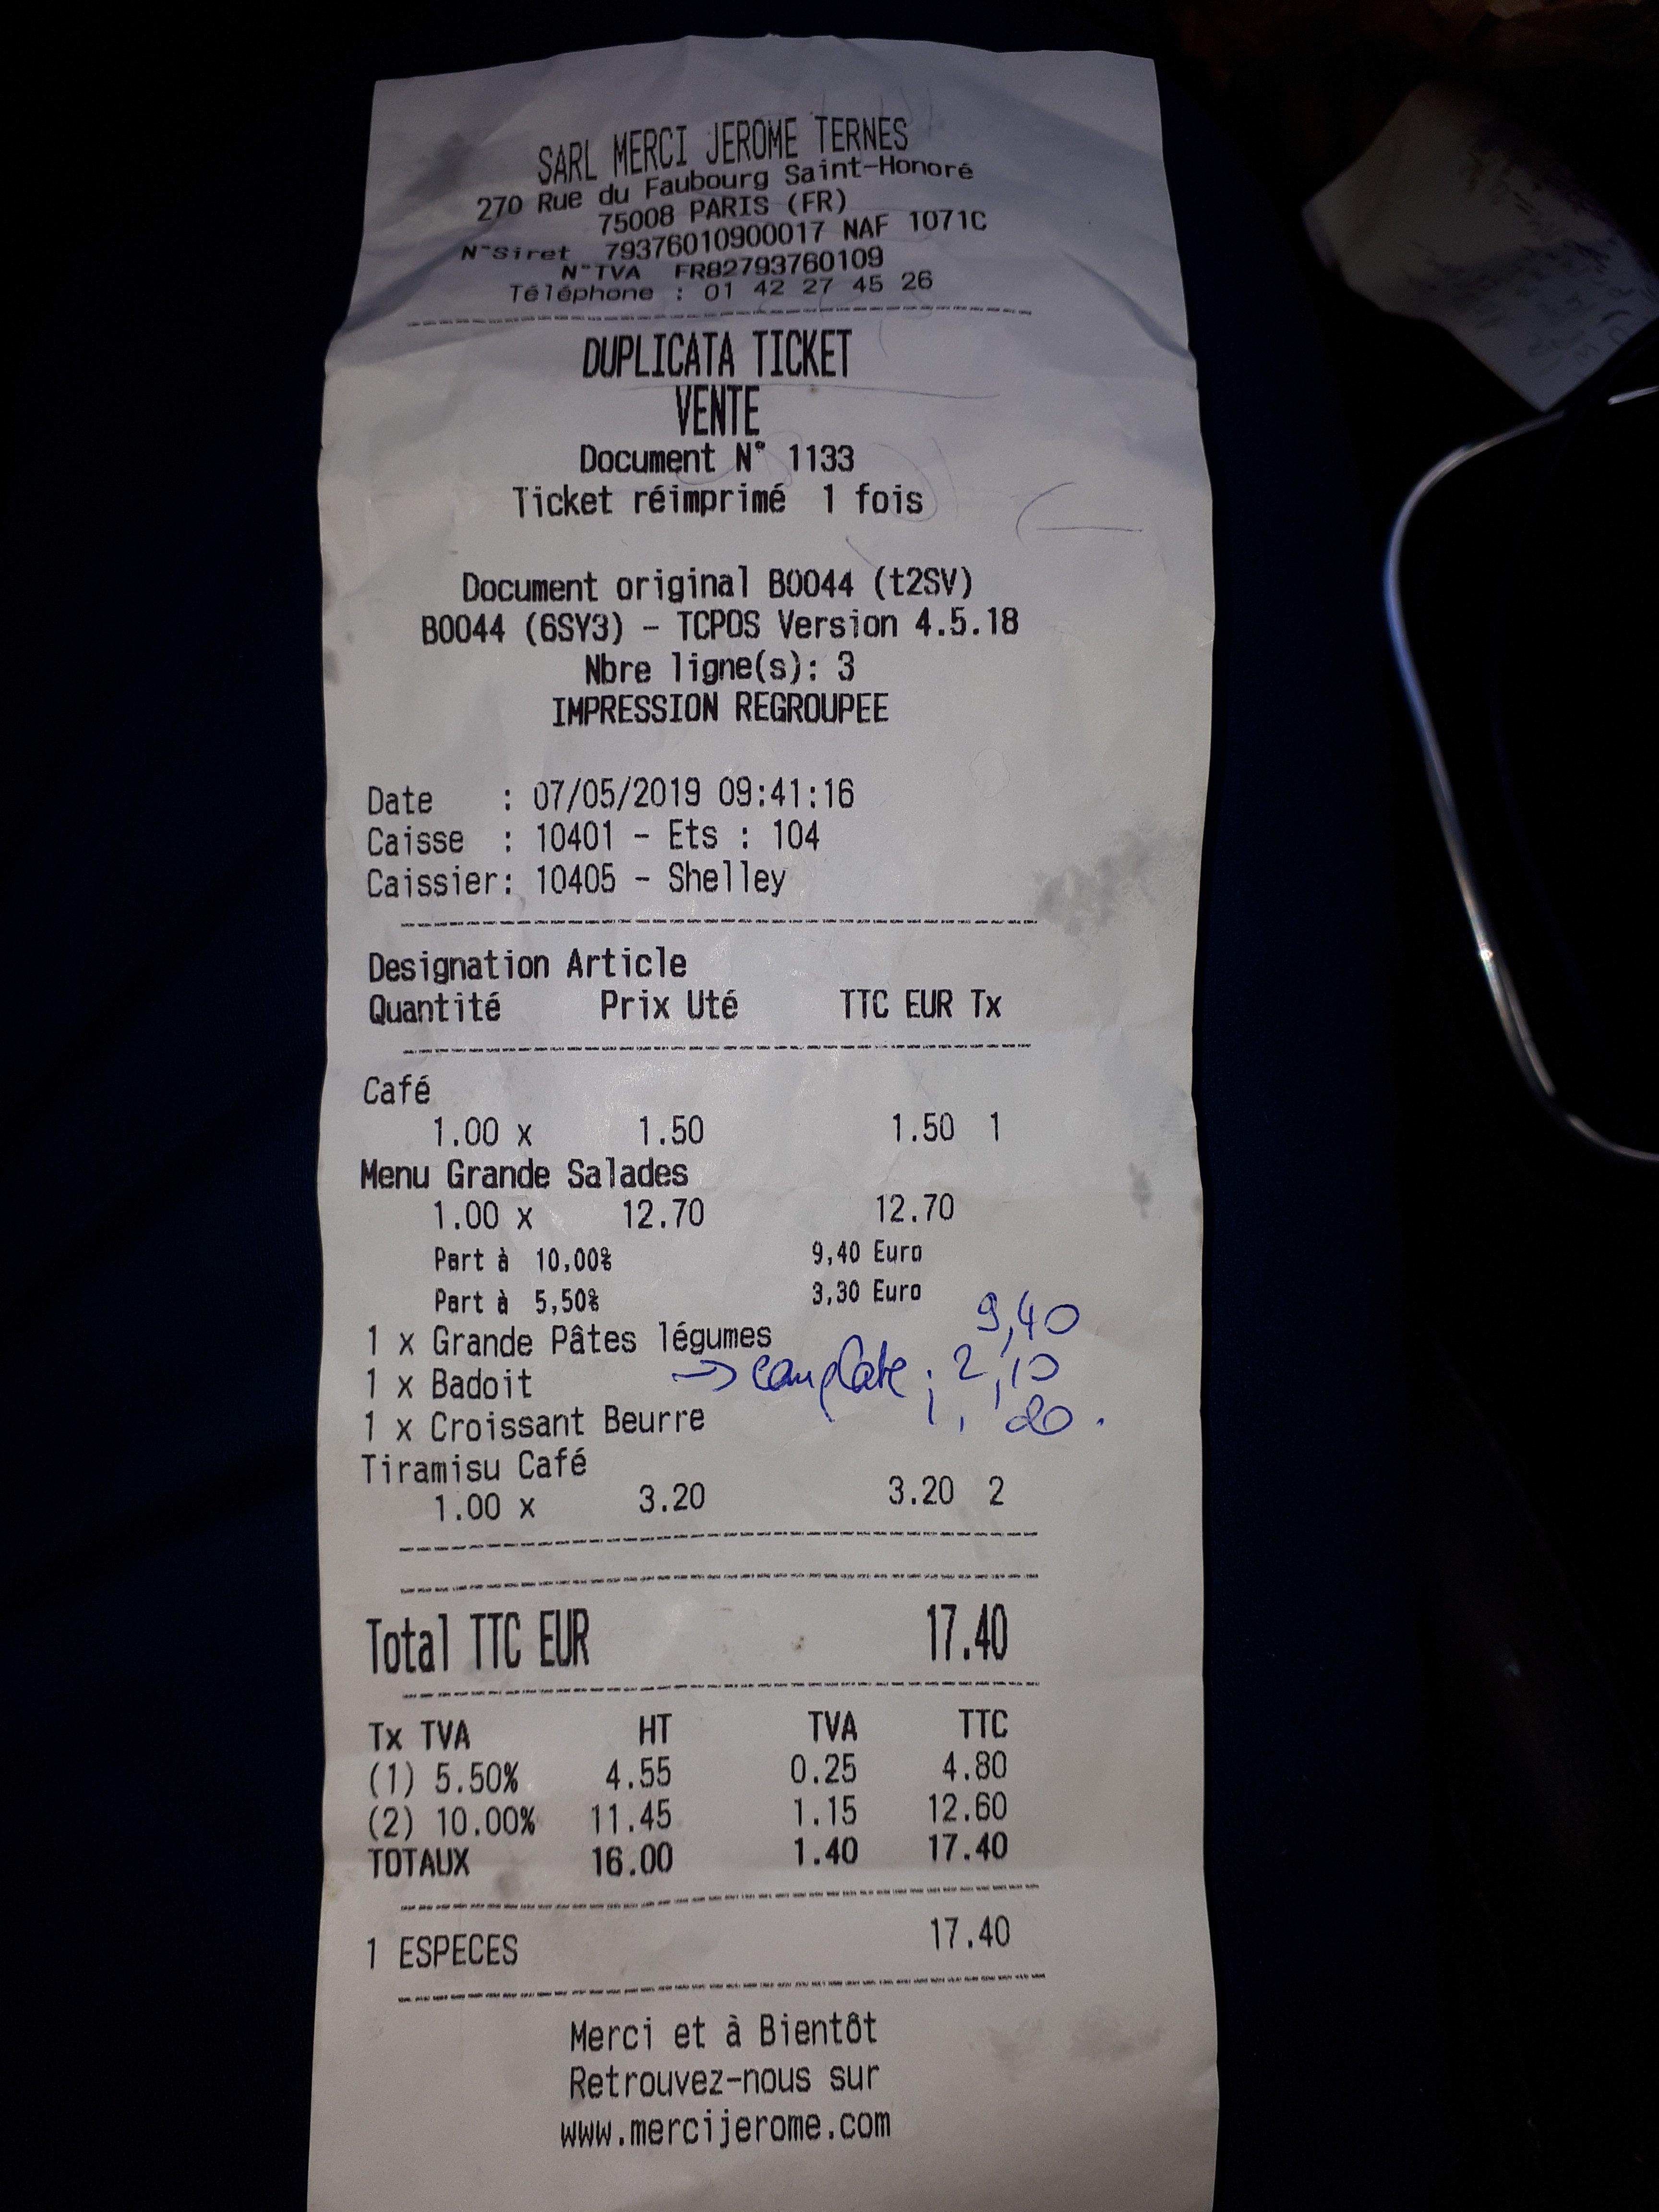 SARL MERCI JEROME TERNES
270 Rue du Faubourg Saint-Honoré
75008 PARIS (FR)
N°Siret 79376010900017 NAF 1071C
N°TVA FR82793760109
Téléphone : 01 42 27 45 26
DUPLICATA TICKET
VENTE
Document N° 1133
Ticket réimprimé 1 fois
Document original B0044 (t2SV)
B0044 (6SY3) - TCPOS Version 4.5.18
Nbre ligne(s): 3
IMPRESSION REGROUPEE
Date : 07/05/2019 09:41:16
Caisse : 10401 - Ets : 104
Caissier: 10405 - Shelley
Designation Article
Quantité Prix Uté TTC EUR Tx
Café
1.00 x 1.50 1.50 1
Menu Grande Salades
1.00 x 12.70 12.70
Part à 10,00% 9,40 Euro
Part à 5,50% 3,30 Euro
1 x Grande Pâtes légumes 9,40
1 x Badoit → 2,10
1 x Croissant Beurre 1,20.
Tiramisu Café
1.00 x 3.20 3.20 2
Total TTC EUR 17.40
Tx TVA HT TVA TTC
(1) 5.50% 4.55 0.25 4.80
(2) 10.00% 11.45 1.15 12.60
TOTAUX 16.00 1.40 17.40
1 ESPECES 17.40
Merci et à Bientôt
Retrouvez-nous sur
www.mercijerome.com